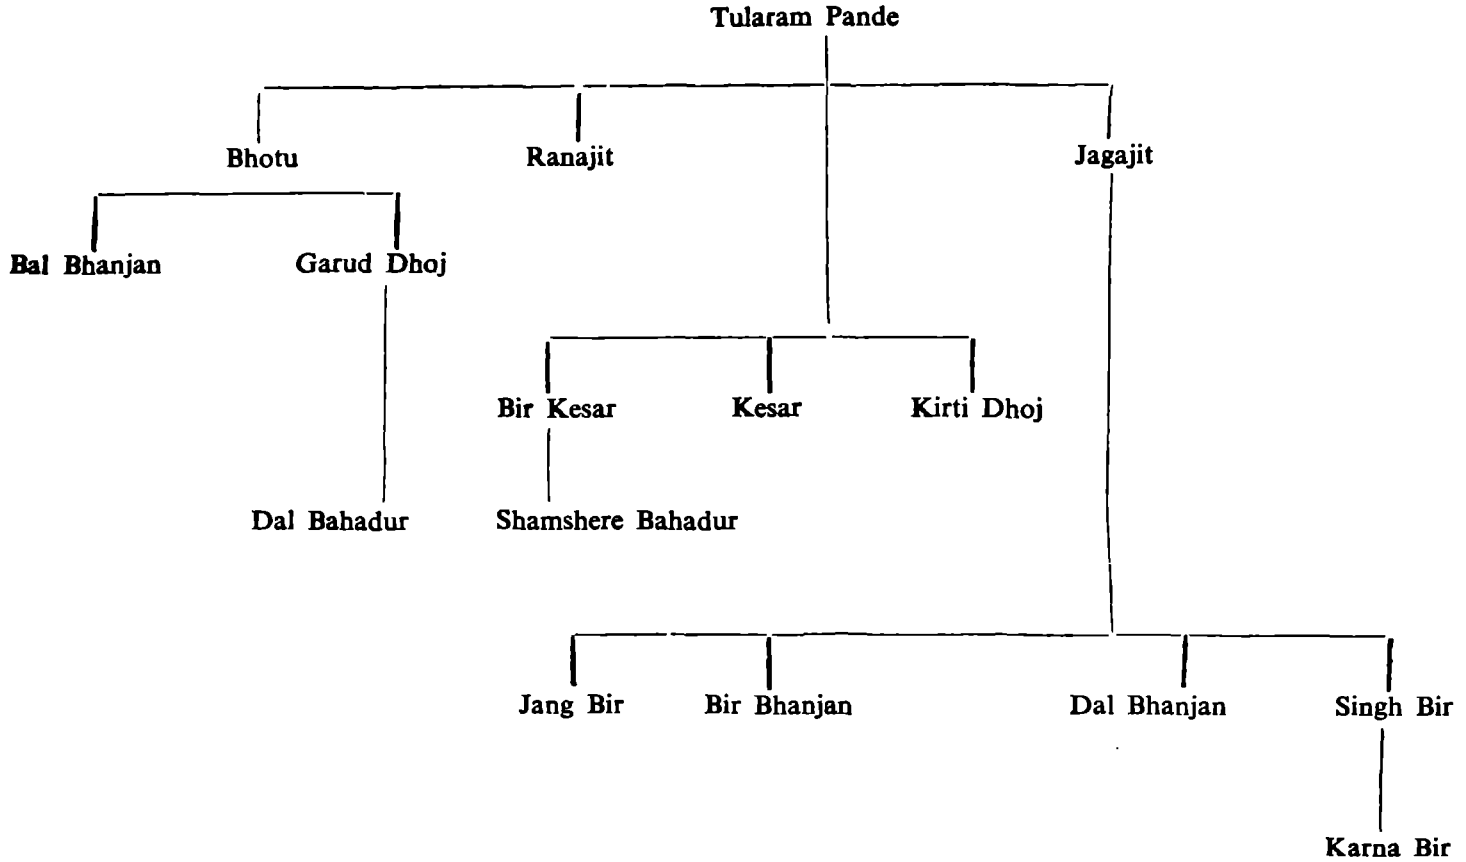 Tularam Pande
Bhotu Ranajit Jagajit
Bal Bhanjan Garud Dhoj
Bir Kesar Kesar Kirti Dhoj
Dal Bahadur Shamshere Bahadur
Jang Bir Bir Bhanjan Dal Bhanjan Singh Bir
Karna Bir